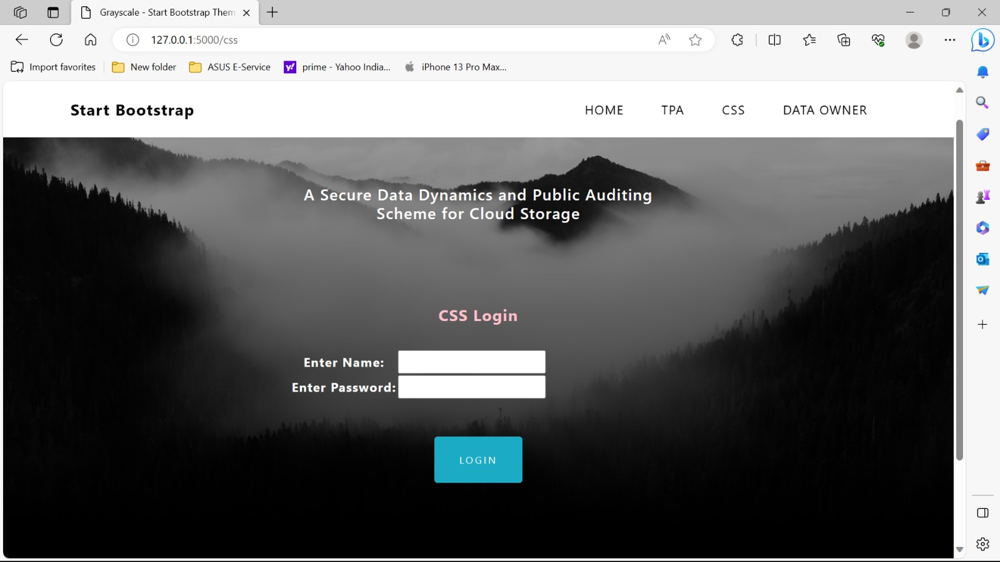 Grayscale - Start Bootstrap Them
127.0.0.1:5000/css
Import favorites
New folder
ASUS E-Service
prime - Yahoo India...
iPhone 13 Pro Max...
Start Bootstrap
HOME
TPA
CSS
DATA OWNER
A Secure Data Dynamics and Public Auditing
Scheme for Cloud Storage
CSS Login
Enter Name:
Enter Password:
LOGIN